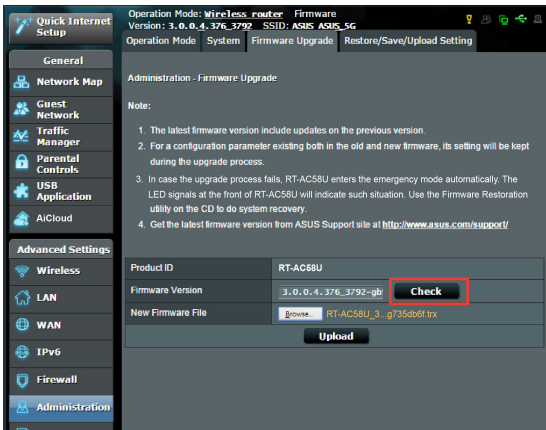 Quick Internet
Setup
Operation Mode: Wireless router Firmware
Version: 3.0.0.4.376_3792 SSID: ASUS ASUS_5G
Operation Mode System Firmware Upgrade Restore/Save/Upload Setting
General
Network Map
Guest
Network
Traffic
Manager
Parental
Controls
USB
Application
AiCloud
Advanced Settings
Wireless
LAN
WAN
IPv6
Firewall
Administration
Administration - Firmware Upgrade
Note:
1. The latest firmware version include updates on the previous version.
2. For a configuration parameter existing both in the old and new firmware, its setting will be kept
during the upgrade process.
3. In case the upgrade process fails, RT-AC58U enters the emergency mode automatically. The
LED signals at the front of RT-AC58U will indicate such situation. Use the Firmware Restoration
utility on the CD to do system recovery.
4. Get the latest firmware version from ASUS Support site at http://www.asus.com/support/
Product ID RT-AC58U
Firmware Version 3.0.0.4.376_3792-gb Check
New Firmware File Browse... RT-AC58U_3...g735db6f.trx
Upload